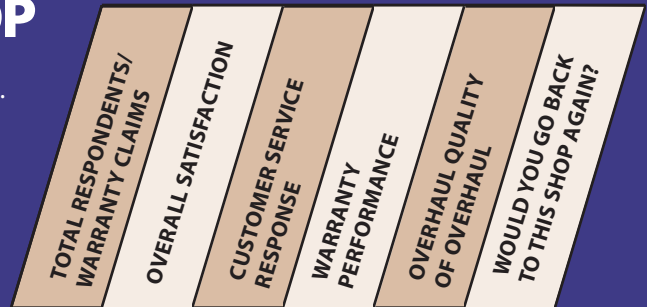 OP
.
TOTAL RESPONDENTS/
WARRANTY CLAIMS
OVERALL SATISFACTION
CUSTOMER SERVICE
RESPONSE
WARRANTY
PERFORMANCE
OVERHAUL QUALITY
OF OVERHAUL
WOULD YOU GO BACK
TO THIS SHOP AGAIN?